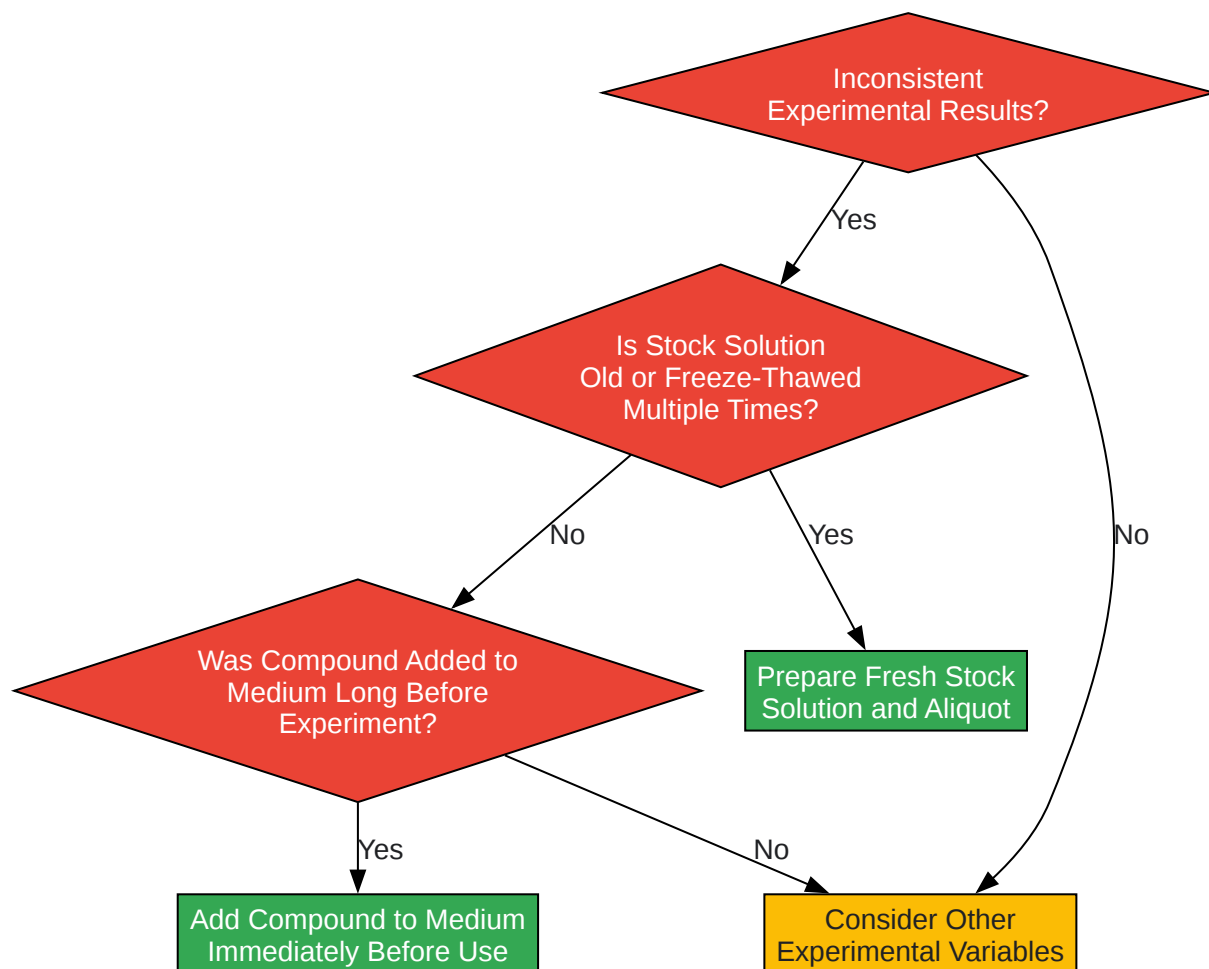 Inconsistent
Experimental Results?
Yes
Is Stock Solution
Old or Freeze-Thawed
Multiple Times?
No
Yes
No
Was Compound Added to
Medium Long Before
Experiment?
Prepare Fresh Stock
Solution and Aliquot
Yes
No
Add Compound to Medium
Immediately Before Use
Consider Other
Experimental Variables